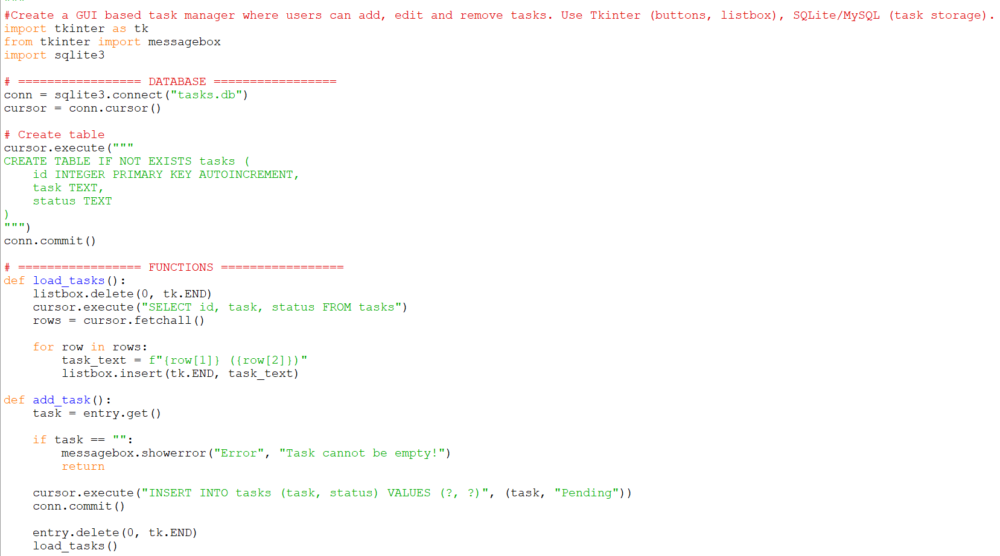 #Create a GUI based task manager where users can add, edit and remove tasks. Use Tkinter (buttons, listbox), SQLite/MySQL (task storage).
import tkinter as tk
from tkinter import messagebox
import sqlite3

# ================= DATABASE =================
conn = sqlite3.connect("tasks.db")
cursor = conn.cursor()

# Create table
cursor.execute("""
CREATE TABLE IF NOT EXISTS tasks (
    id INTEGER PRIMARY KEY AUTOINCREMENT,
    task TEXT,
    status TEXT
)
""")
conn.commit()

# ================= FUNCTIONS =================
def load_tasks():
    listbox.delete(0, tk.END)
    cursor.execute("SELECT id, task, status FROM tasks")
    rows = cursor.fetchall()

    for row in rows:
        task_text = f"{row[1]} ({row[2]})"
        listbox.insert(tk.END, task_text)

def add_task():
    task = entry.get()

    if task == "":
        messagebox.showerror("Error", "Task cannot be empty!")
        return

    cursor.execute("INSERT INTO tasks (task, status) VALUES (?, ?)", (task, "Pending"))
    conn.commit()

    entry.delete(0, tk.END)
    load_tasks()